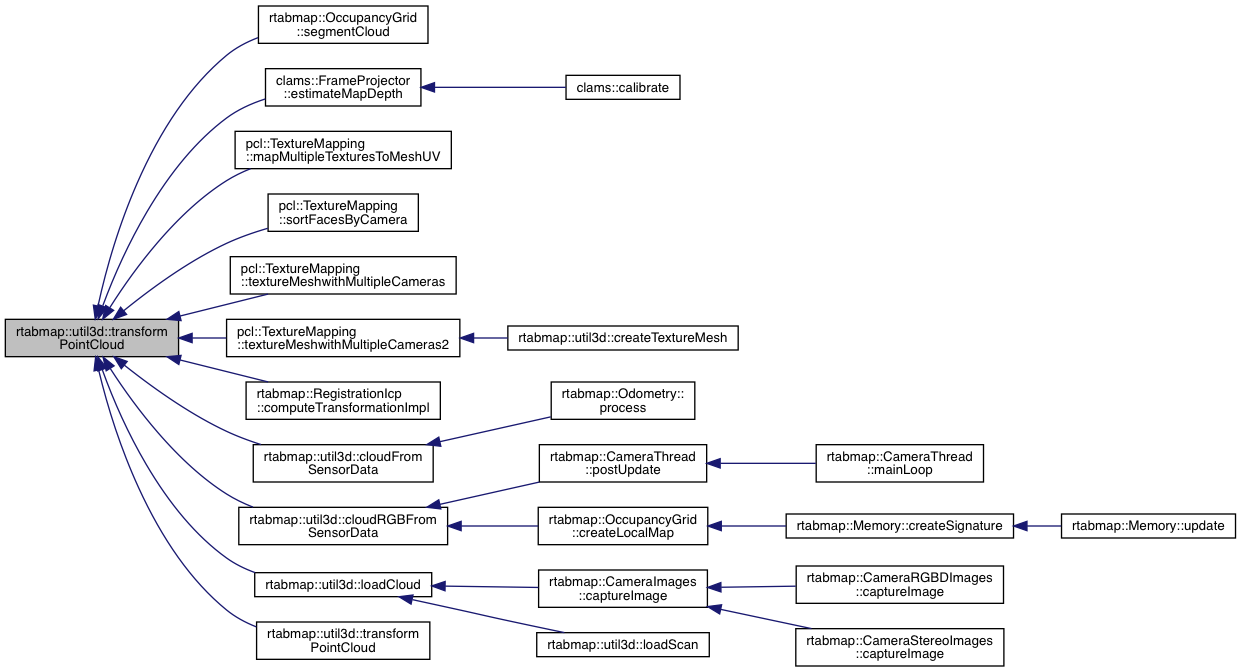 rtabmap::OccupancyGrid
::segmentCloud
clams::FrameProjector
::estimateMapDepth
clams::calibrate
pcl::TextureMapping
::mapMultipleTexturesToMeshUV
pcl::TextureMapping
::sortFacesByCamera
pcl::TextureMapping
::textureMeshwithMultipleCameras
rtabmap::util3d::transform
PointCloud
pcl::TextureMapping
::textureMeshwithMultipleCameras2
rtabmap::util3d::createTextureMesh
rtabmap::RegistrationIcp
::computeTransformationImpl
rtabmap::Odometry::
process
rtabmap::util3d::cloudFrom
SensorData
rtabmap::CameraThread
::postUpdate
rtabmap::CameraThread
::mainLoop
rtabmap::util3d::cloudRGBFrom
SensorData
rtabmap::OccupancyGrid
::createLocalMap
rtabmap::Memory::createSignature
rtabmap::Memory::update
rtabmap::util3d::loadCloud
rtabmap::CameraImages
::captureImage
rtabmap::CameraRGBDImages
::captureImage
rtabmap::util3d::transform
PointCloud
rtabmap::util3d::loadScan
rtabmap::CameraStereoImages
::captureImage